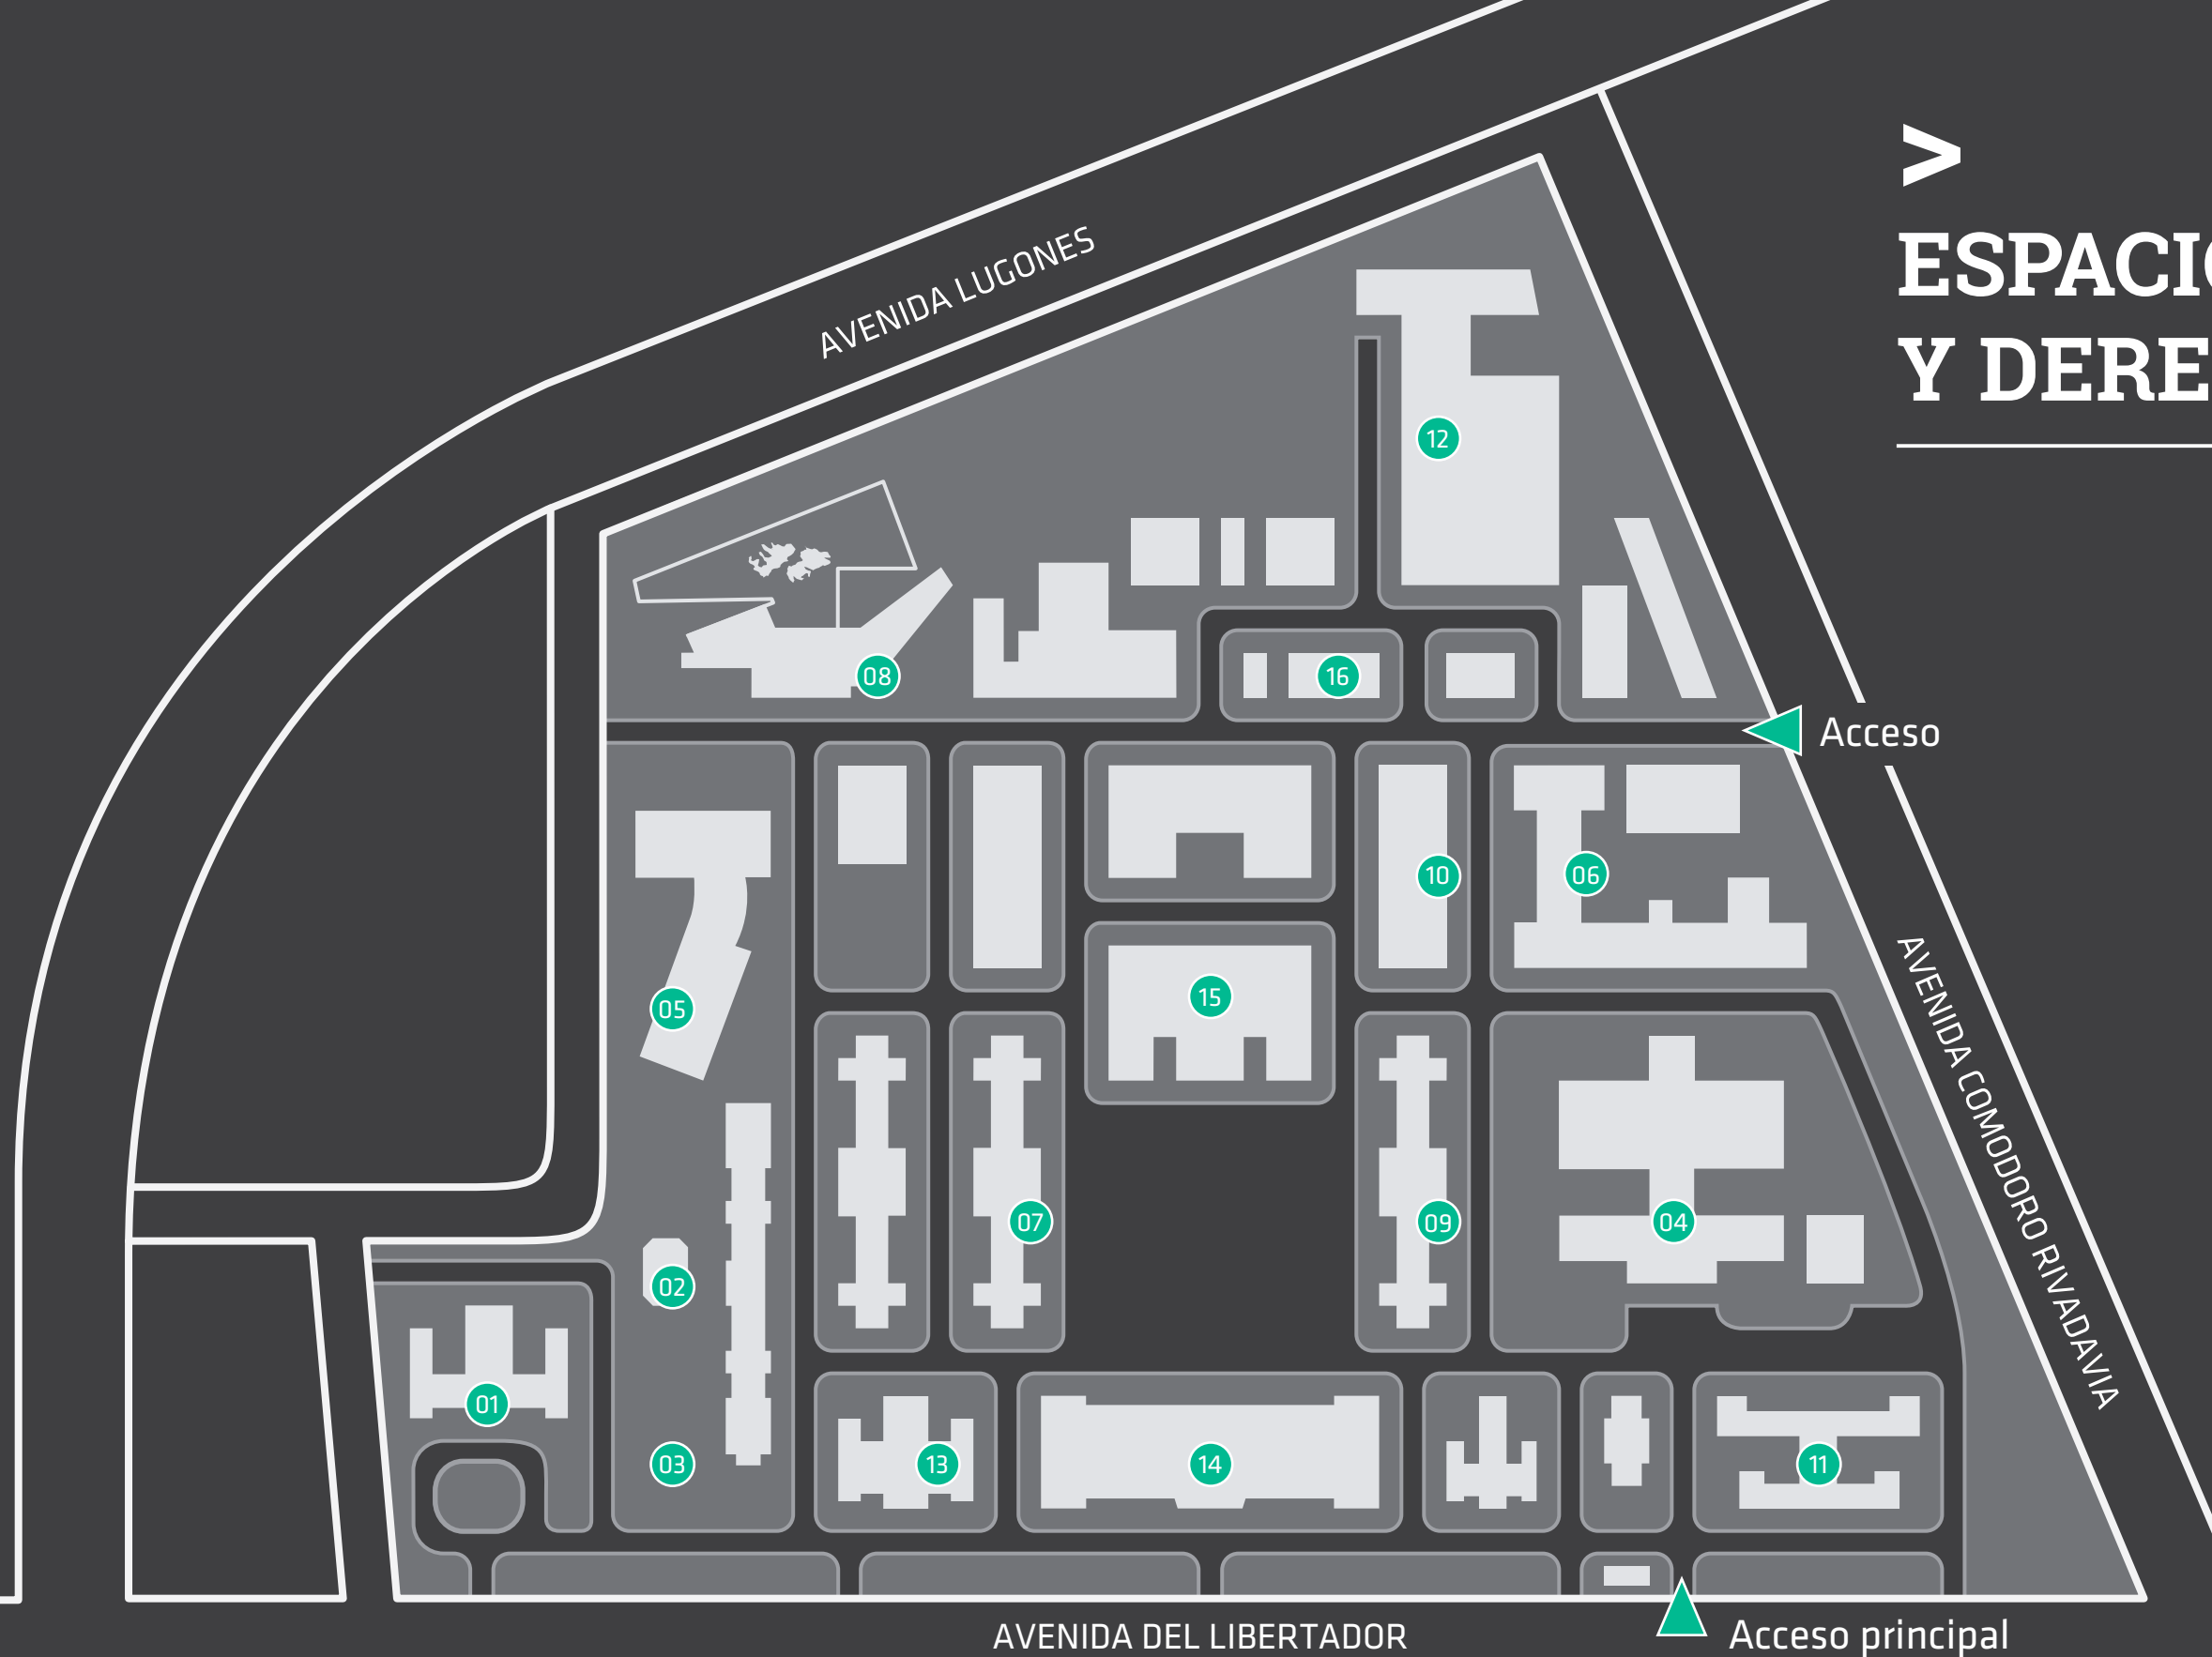 AVENIDA LUGONES
>
ESPACIO
Y DERE
12
08
16
Acceso
10
06
05
15
AVENIDA COMODORO RIVADAVIA
07
09
04
02
01
03
13
14
11
AVENIDA DEL LIBERTADOR
Acceso principal